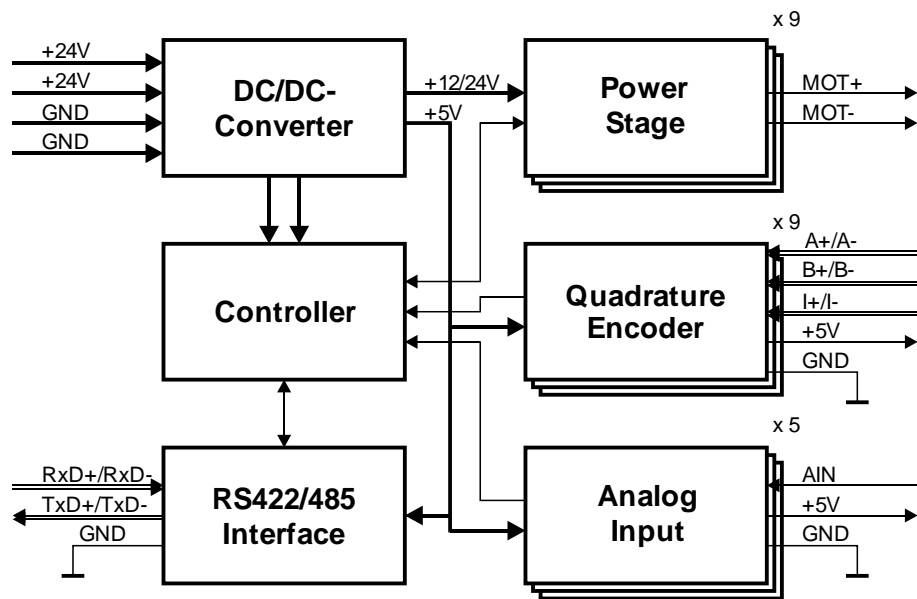 x 9
+24V
+24V
GND
GND
DC/DC-
Converter
+12/24V
+5V
Power
Stage
MOT+
MOT-
x 9
Controller
Quadrature
Encoder
A+/A-
B+/B-
I+/I-
+5V
GND
x 5
RxD+/RxD-
TxD+/TxD-
GND
RS422/485
Interface
Analog
Input
AIN
+5V
GND